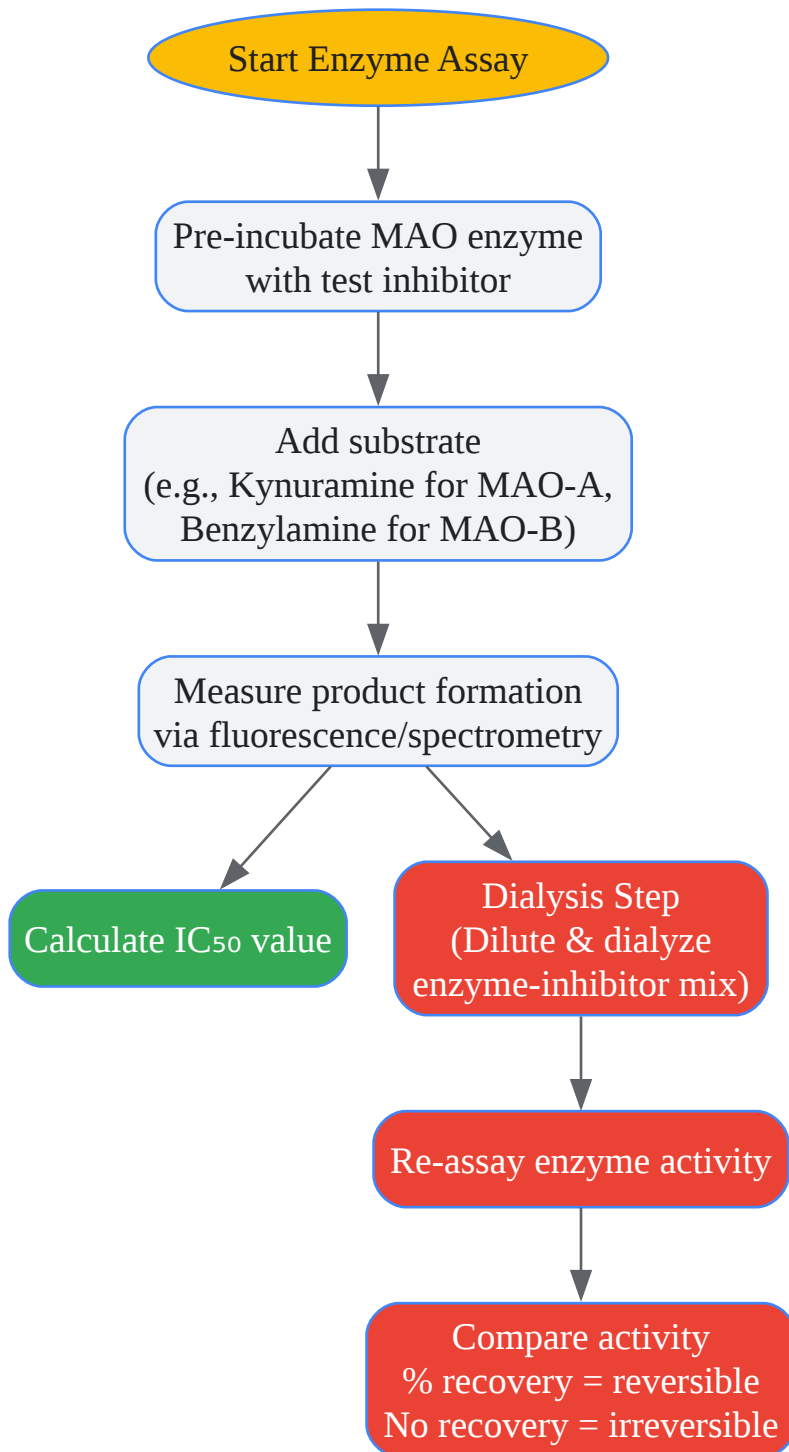 Start Enzyme Assay
Pre-incubate MAO enzyme
with test inhibitor
Add substrate
(e.g., Kynuramine for MAO-A,
Benzylamine for MAO-B)
Measure product formation
via fluorescence/spectrometry
Calculate IC₅₀ value
Dialysis Step
(Dilute & dialyze
enzyme-inhibitor mix)
Re-assay enzyme activity
Compare activity
% recovery = reversible
No recovery = irreversible